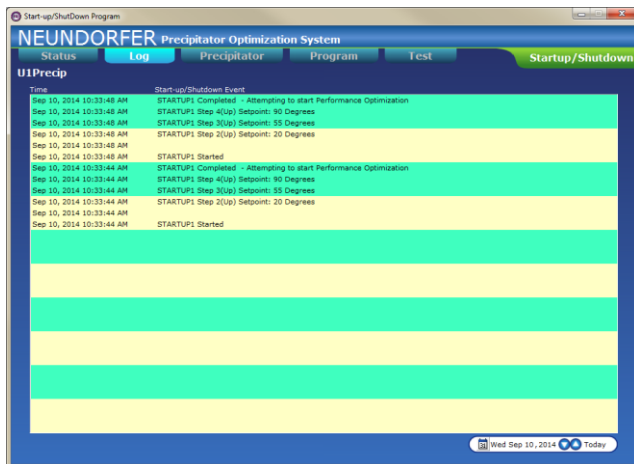 Start-up/ShutDown Program
NEUNDORFER Precipitator Optimization System
Status Log Precipitator Program Test Startup/Shutdown
U1Precip
Time Start-up/Shutdown Event
Sep 10, 2014 10:33:48 AM STARTUP1 Completed - Attempting to start Performance Optimization
Sep 10, 2014 10:33:48 AM STARTUP1 Step 4(Up) Setpoint: 90 Degrees
Sep 10, 2014 10:33:48 AM STARTUP1 Step 3(Up) Setpoint: 55 Degrees
Sep 10, 2014 10:33:48 AM STARTUP1 Step 2(Up) Setpoint: 20 Degrees
Sep 10, 2014 10:33:48 AM
Sep 10, 2014 10:33:48 AM STARTUP1 Started
Sep 10, 2014 10:33:44 AM STARTUP1 Completed - Attempting to start Performance Optimization
Sep 10, 2014 10:33:44 AM STARTUP1 Step 4(Up) Setpoint: 90 Degrees
Sep 10, 2014 10:33:44 AM STARTUP1 Step 3(Up) Setpoint: 55 Degrees
Sep 10, 2014 10:33:44 AM STARTUP1 Step 2(Up) Setpoint: 20 Degrees
Sep 10, 2014 10:33:44 AM
Sep 10, 2014 10:33:44 AM STARTUP1 Started
31 Wed Sep 10, 2014 Today